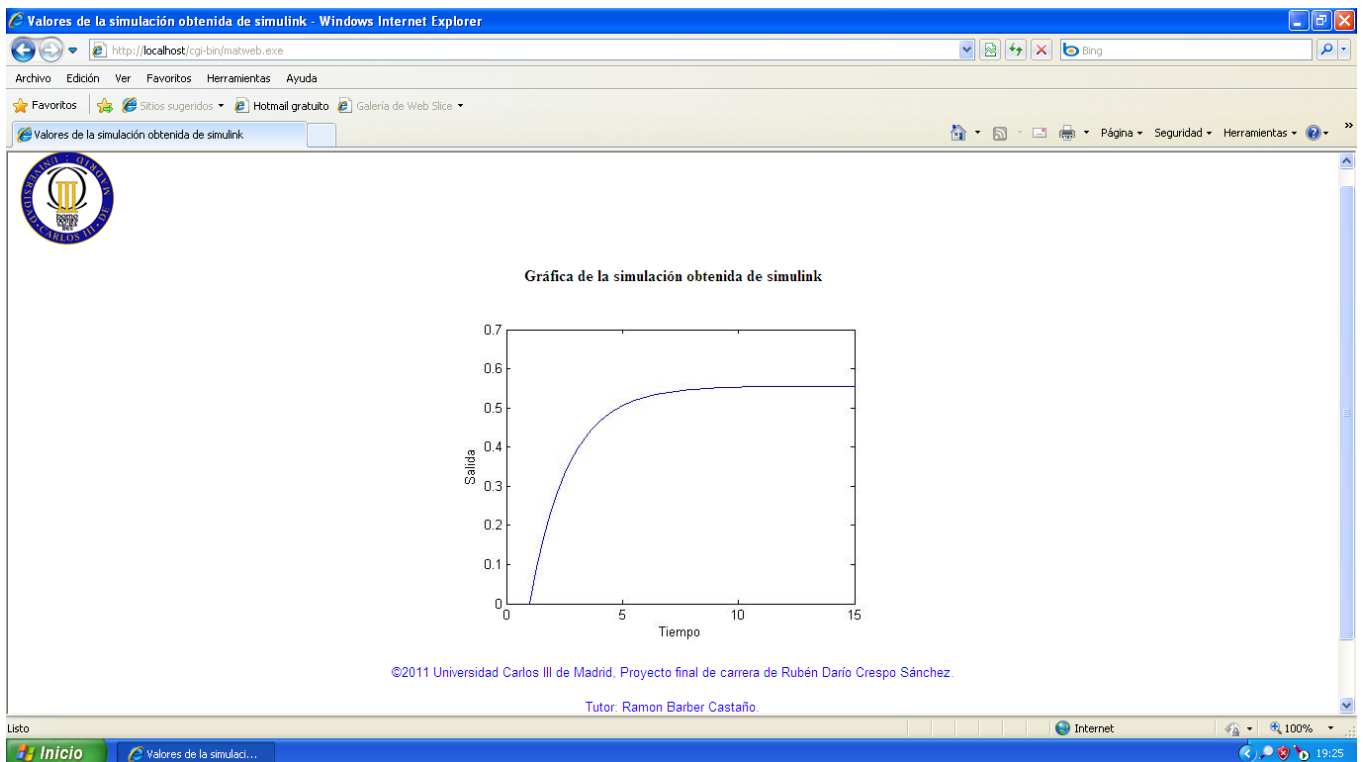 Valores de la simulación obtenida de simulink - Windows Internet Explorer
http://localhost/cgi-bin/matweb.exe
Bing
Archivo Edición Ver Favoritos Herramientas Ayuda
Favoritos Sitios sugeridos Hotmail gratuito Galería de Web Slice
Valores de la simulación obtenida de simulink
Página Seguridad Herramientas »
UNIVERSIDAD · CARLOS III · DE MADRID
Gráfica de la simulación obtenida de simulink
0.7
0.6
0.5
0.4
0.3
0.2
0.1
0
Salida
0 5 10 15
Tiempo
©2011 Universidad Carlos III de Madrid, Proyecto final de carrera de Rubén Darío Crespo Sánchez.
Tutor: Ramon Barber Castaño.
Listo Internet 100%
Inicio Valores de la simulaci... 19:25